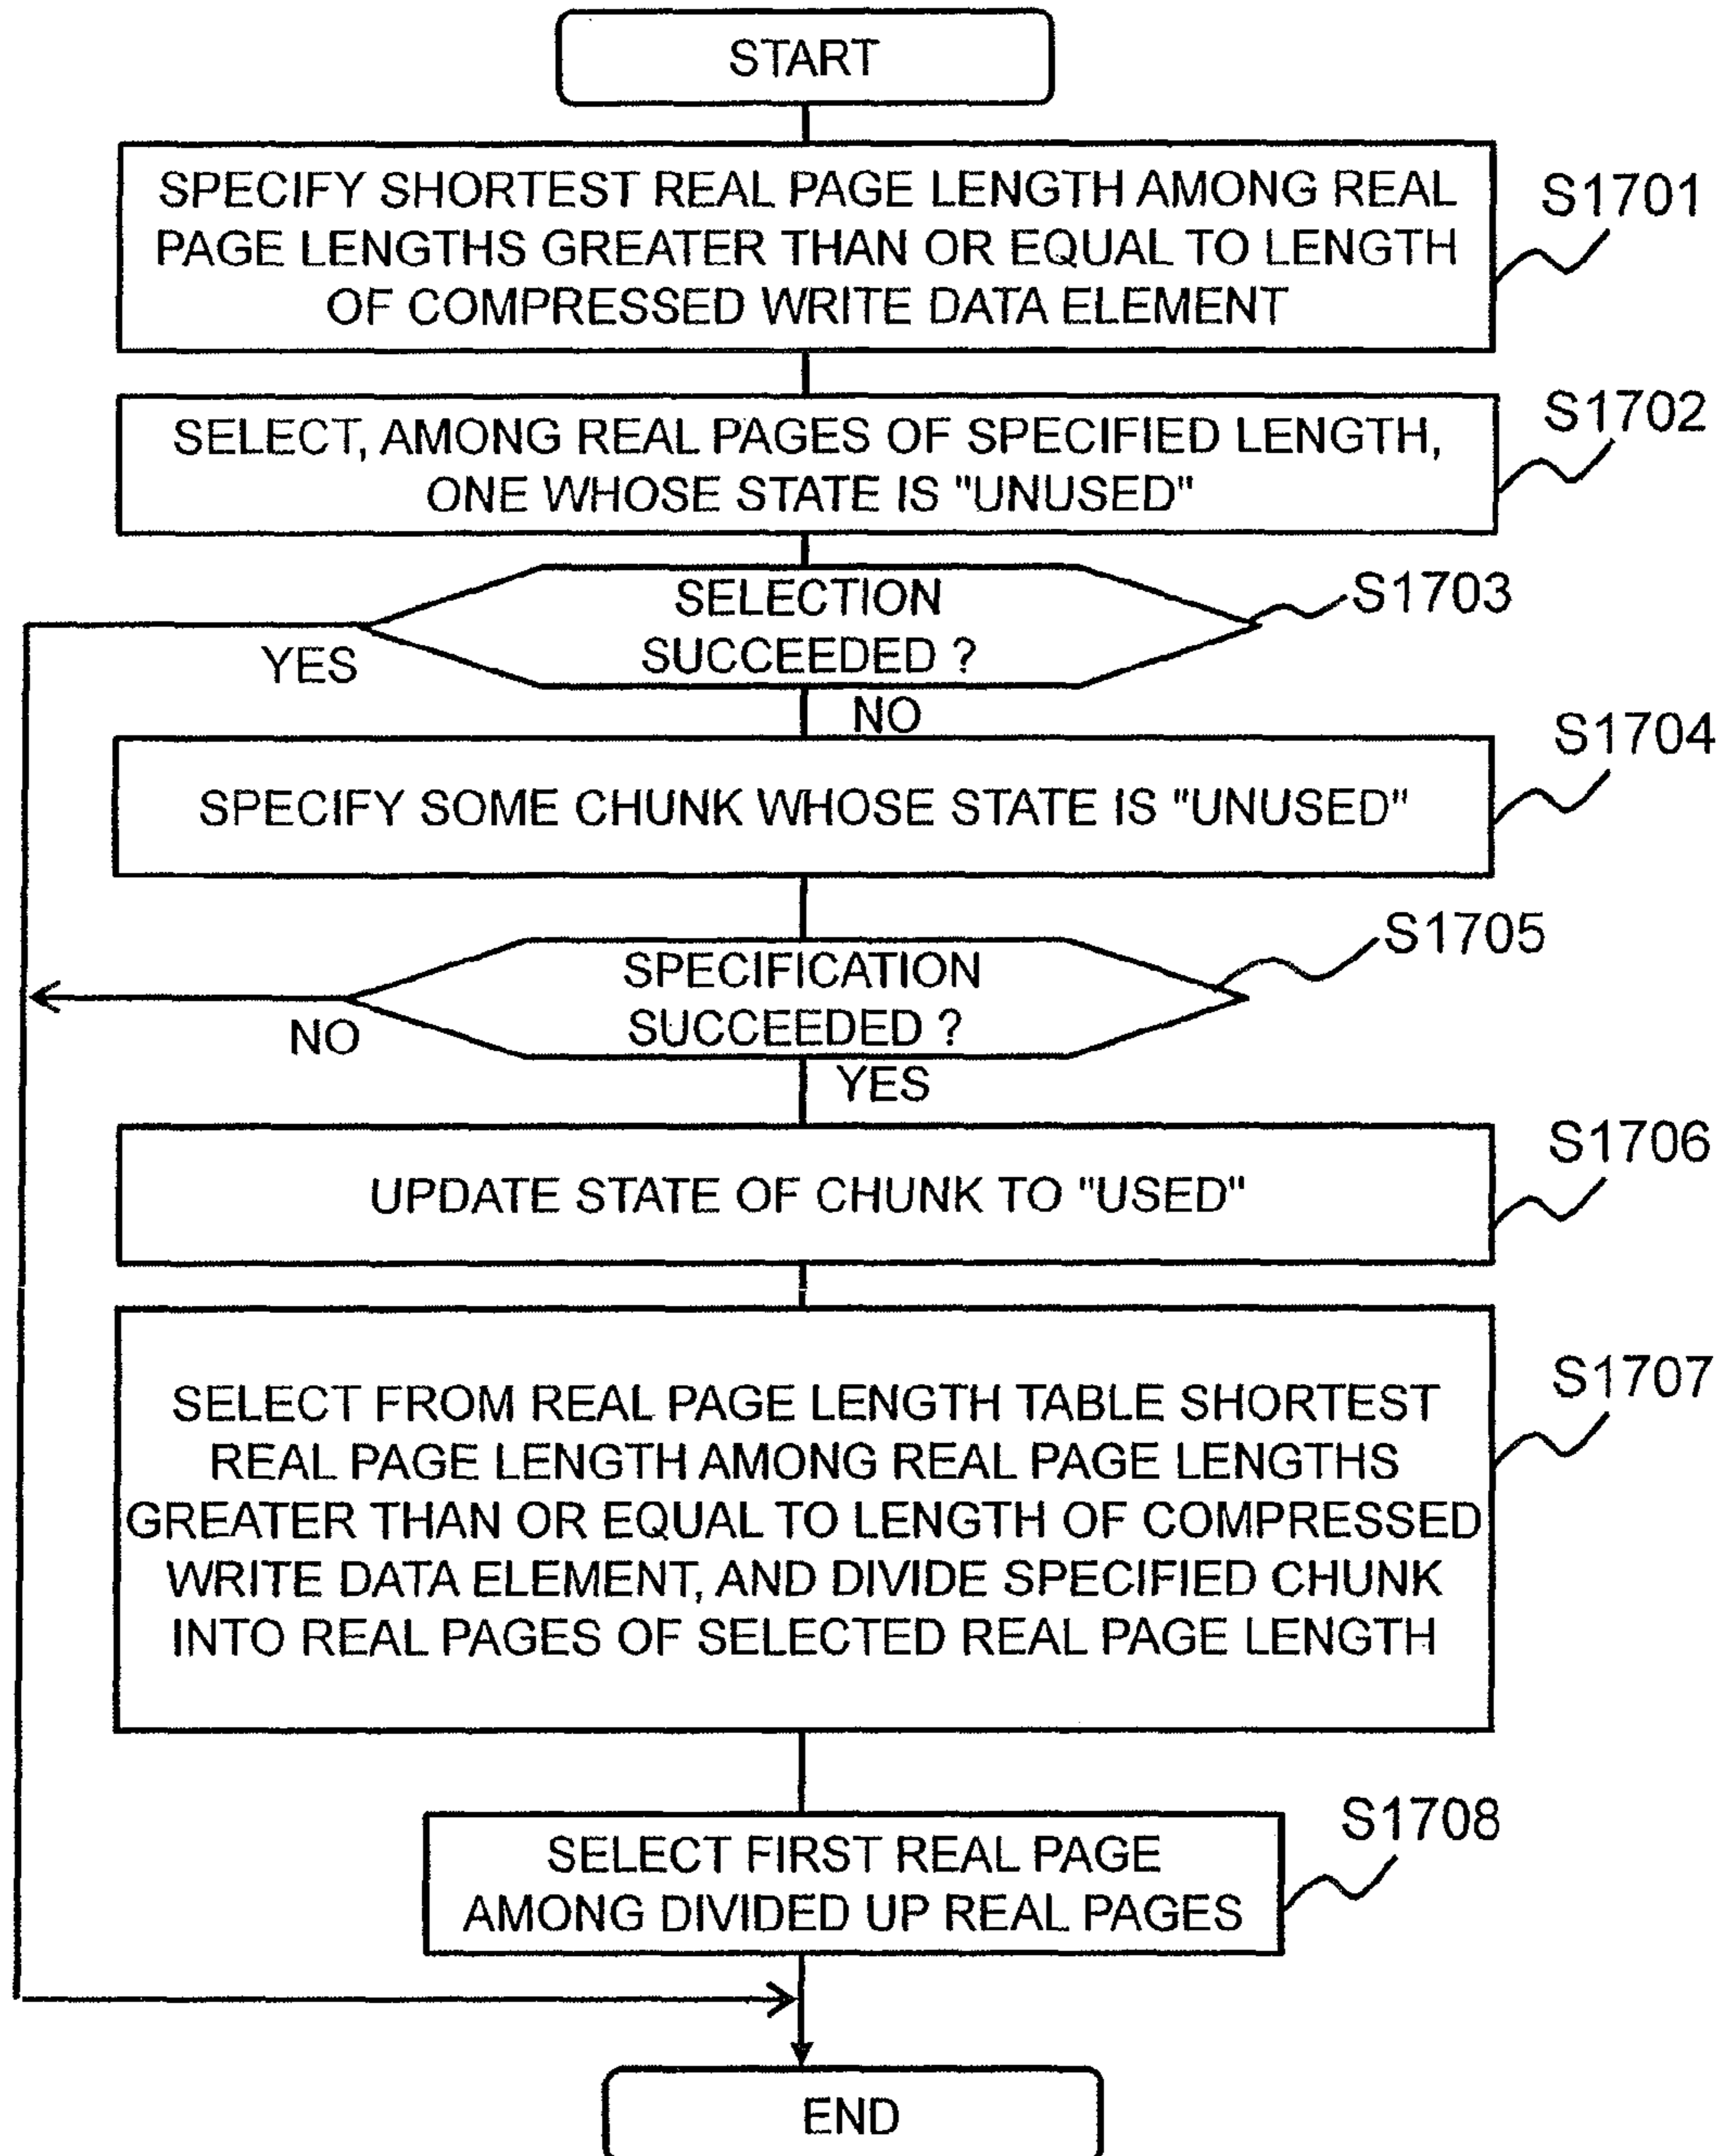 START
SPECIFY SHORTEST REAL PAGE LENGTH AMONG REAL
PAGE LENGTHS GREATER THAN OR EQUAL TO LENGTH
OF COMPRESSED WRITE DATA ELEMENT
S1701
SELECT, AMONG REAL PAGES OF SPECIFIED LENGTH,
ONE WHOSE STATE IS "UNUSED"
S1702
SELECTION
SUCCEEDED ?
S1703
YES
NO
SPECIFY SOME CHUNK WHOSE STATE IS "UNUSED"
S1704
SPECIFICATION
SUCCEEDED ?
S1705
NO
YES
UPDATE STATE OF CHUNK TO "USED"
S1706
SELECT FROM REAL PAGE LENGTH TABLE SHORTEST
REAL PAGE LENGTH AMONG REAL PAGE LENGTHS
GREATER THAN OR EQUAL TO LENGTH OF COMPRESSED
WRITE DATA ELEMENT, AND DIVIDE SPECIFIED CHUNK
INTO REAL PAGES OF SELECTED REAL PAGE LENGTH
S1707
SELECT FIRST REAL PAGE
AMONG DIVIDED UP REAL PAGES
S1708
END